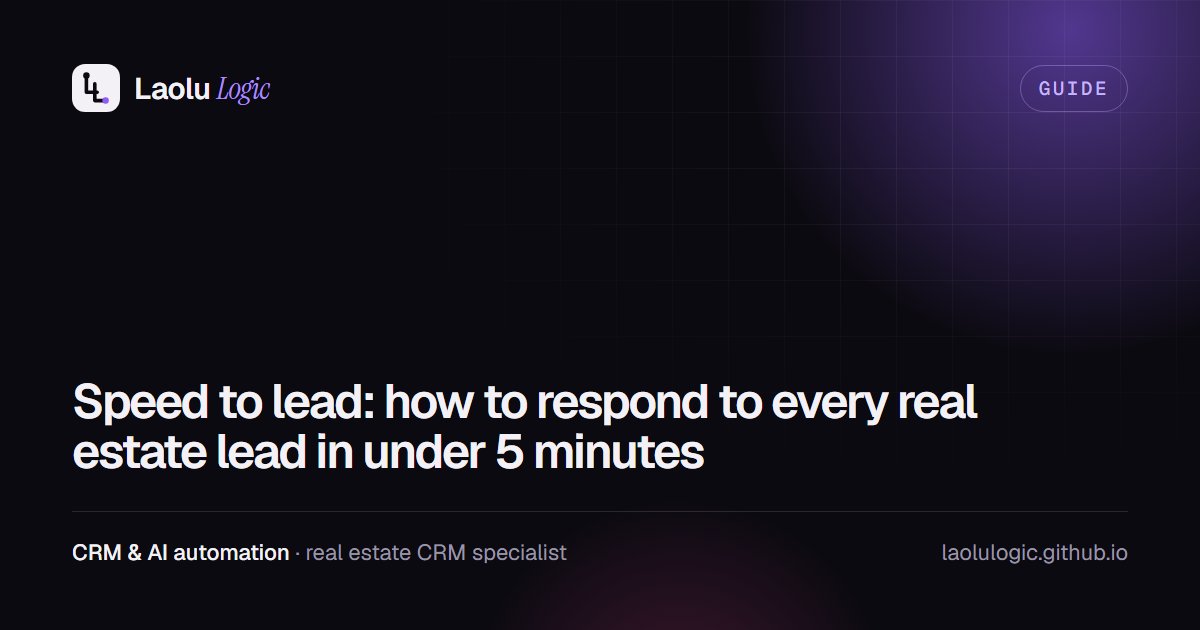 Laolu Logic
GUIDE
Speed to lead: how to respond to every real
estate lead in under 5 minutes
CRM & AI automation · real estate CRM specialist
laolulogic.github.io